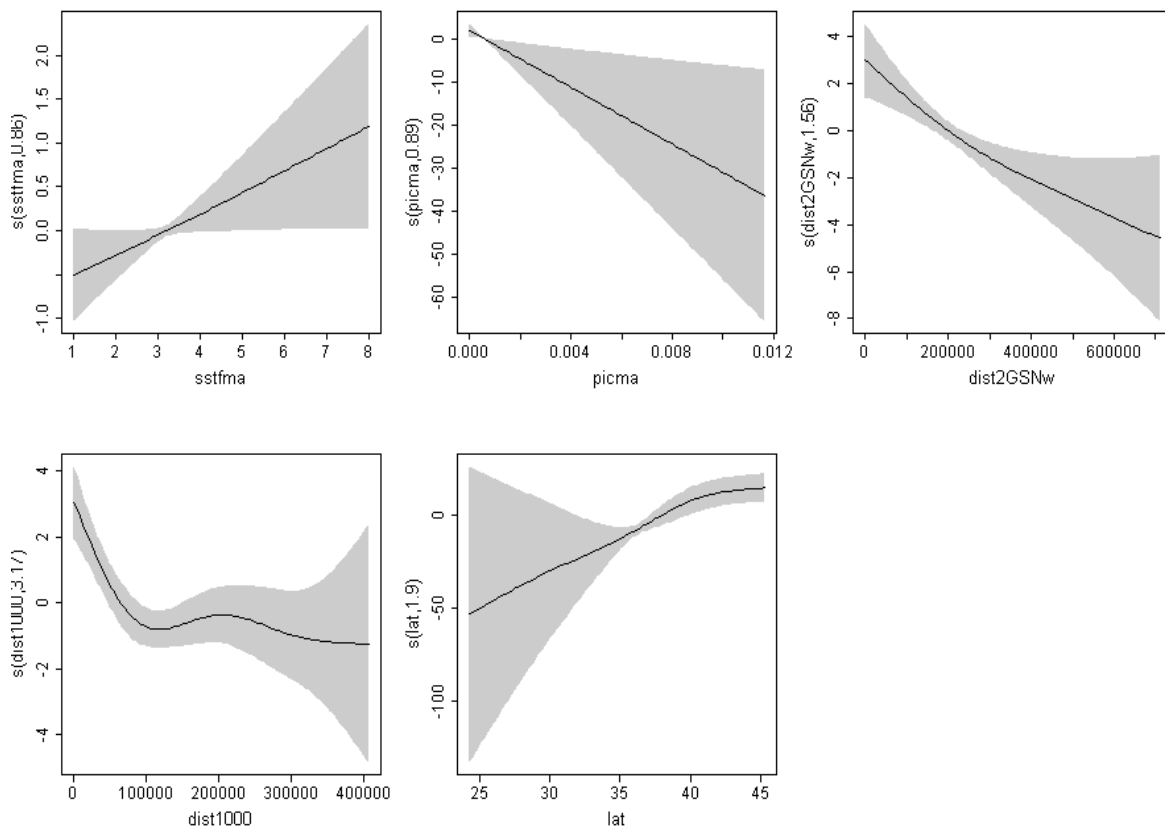 s(sstfma,0.86)
2.0
1.5
1.0
0.5
0.0
-1.0
1 2 3 4 5 6 7 8
sstfma
s(picma,0.89)
0
-10
-20
-30
-40
-50
-60
0.000 0.004 0.008 0.012
picma
s(dist2GSNw,1.56)
4
2
0
-2
-4
-6
-8
0 200000 400000 600000
dist2GSNw
s(dist1000,3.17)
4
2
0
-2
-4
0 100000 200000 300000 400000
dist1000
s(lat,1.9)
0
-50
-100
25 30 35 40 45
lat